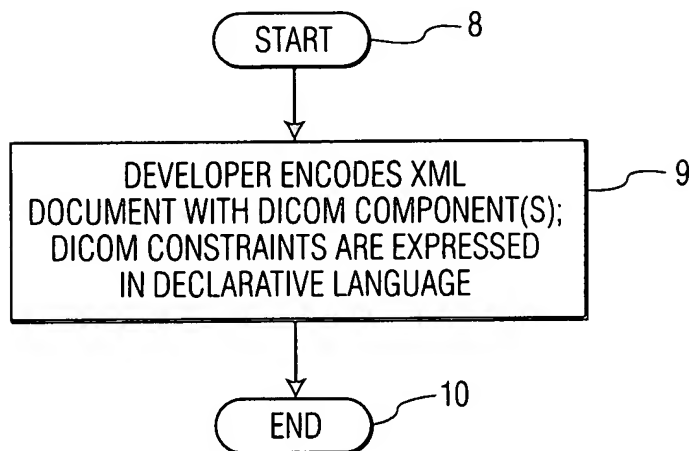 START
8
DEVELOPER ENCODES XML
DOCUMENT WITH DICOM COMPONENT(S);
DICOM CONSTRAINTS ARE EXPRESSED
IN DECLARATIVE LANGUAGE
9
10
END